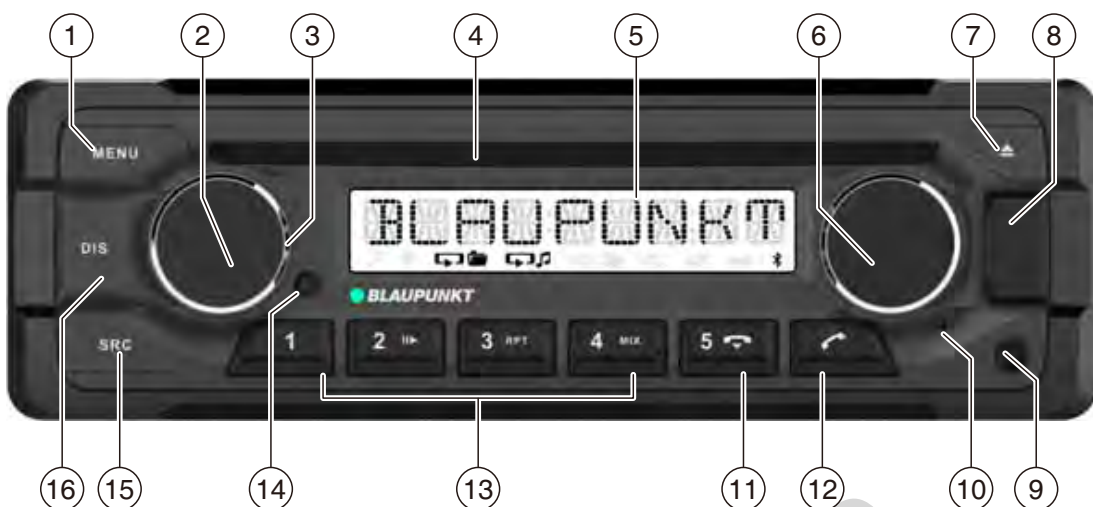 1 2 3 4 5 6 7 8
MENU
BLAUPUNKT
DIS
BLAUPUNKT
SRC
1 2 3 RPT 4 MIX 5
16 15 14 13 11 12 10 9